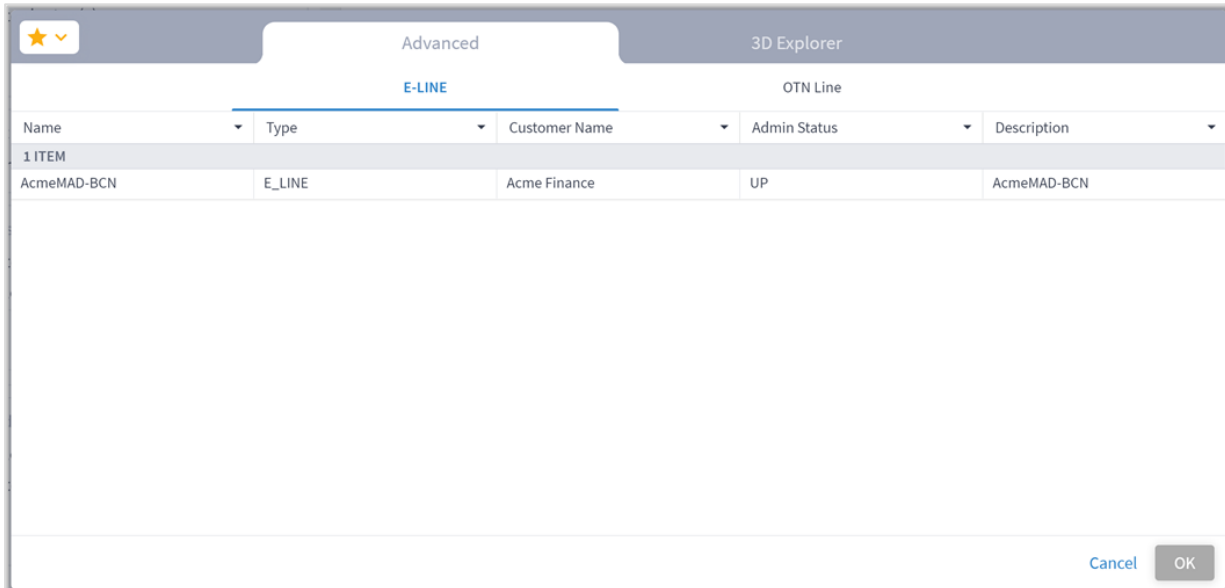 Advanced 3D Explorer
E-LINE OTN Line
Name Type Customer Name Admin Status Description
1 ITEM
AcmeMAD-BCN E_LINE Acme Finance UP AcmeMAD-BCN
Cancel OK